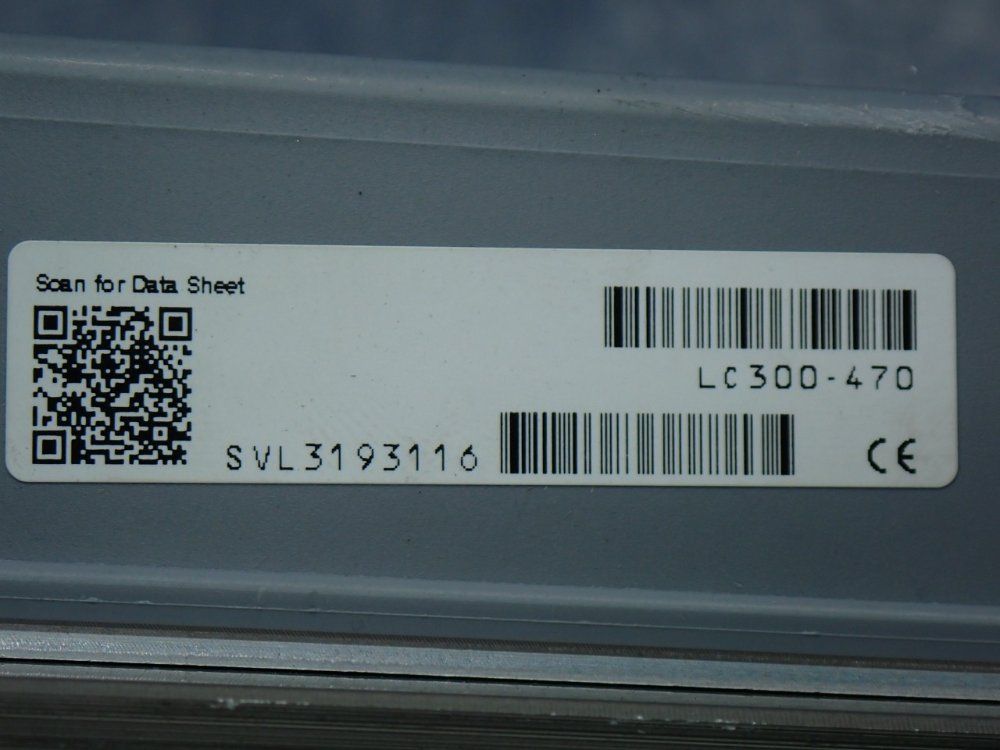 Scan for Data Sheet
LC300-470
SVL3193116
CE